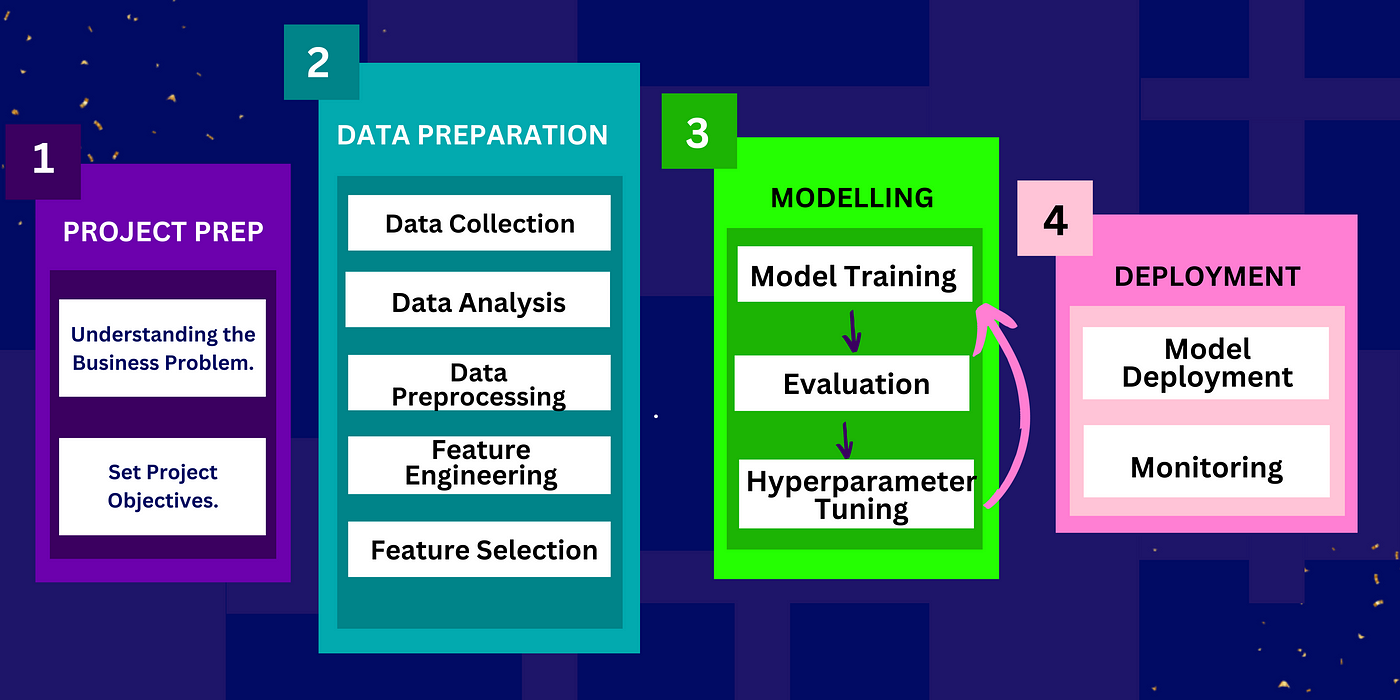 1
PROJECT PREP
Understanding the
Business Problem.
Set Project
Objectives.
2
DATA PREPARATION
Data Collection
Data Analysis
Data
Preprocessing
Feature
Engineering
Feature Selection
3
MODELLING
Model Training
Evaluation
Hyperparameter
Tuning
4
DEPLOYMENT
Model
Deployment
Monitoring